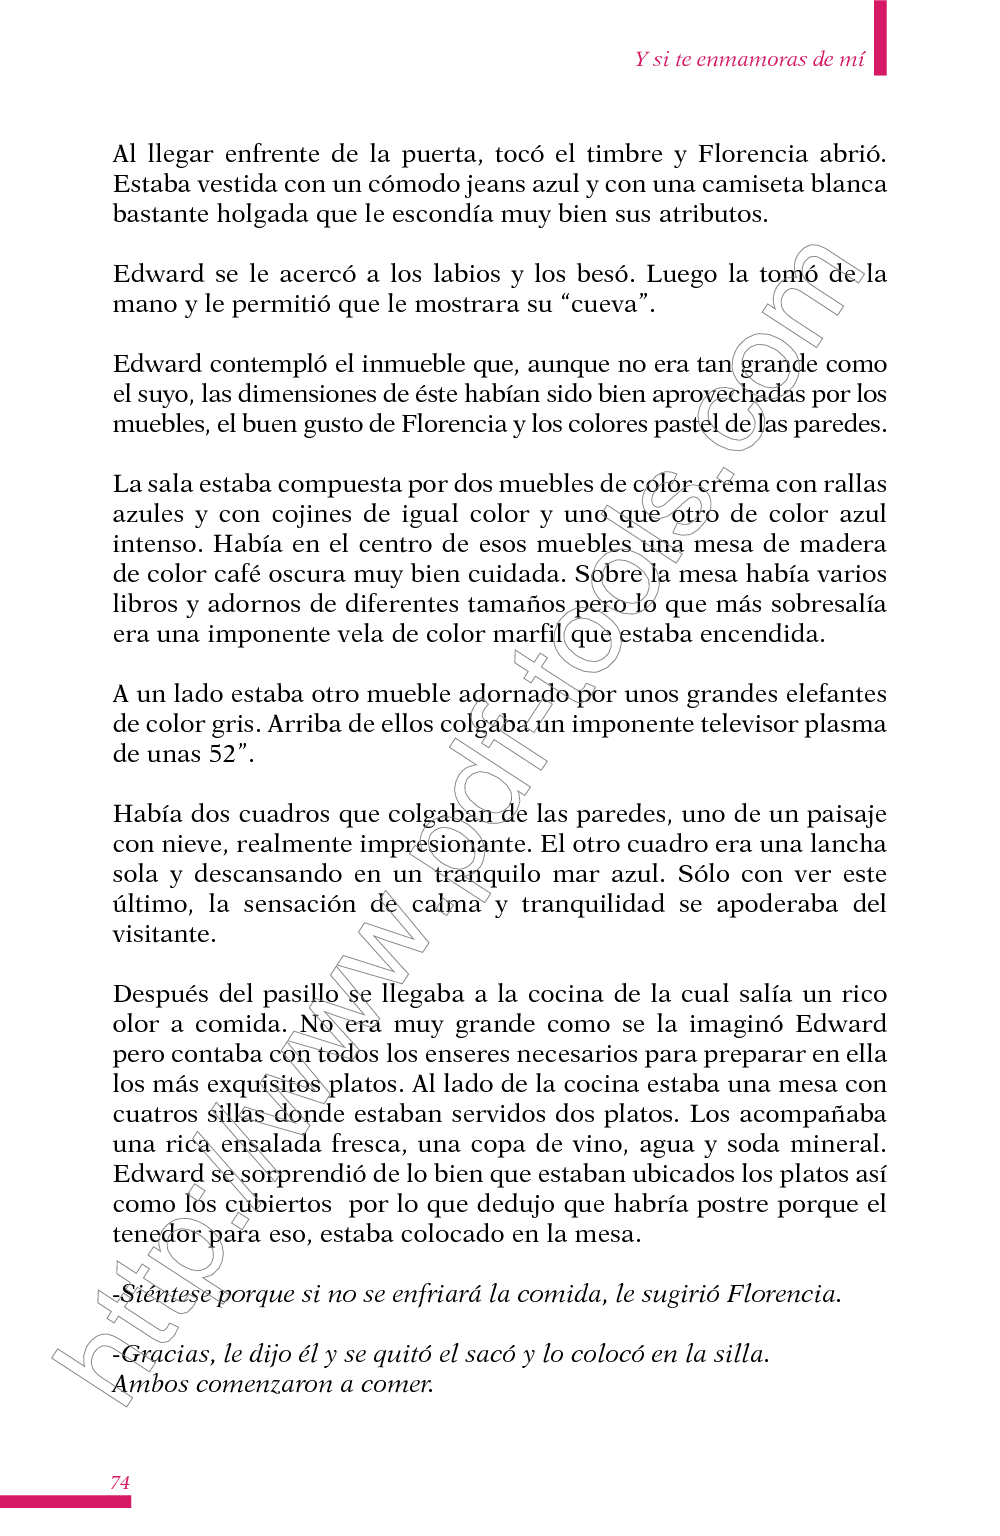 Y si te enmamoras de mí
Al llegar enfrente de la puerta, tocó el timbre y Florencia abrió.
Estaba vestida con un cómodo jeans azul y con una camiseta blanca
bastante holgada que le escondía muy bien sus atributos.
Edward se le acercó a los labios y los besó. Luego la tomó de la
mano y le permitió que le mostrara su “cueva”.
Edward contempló el inmueble que, aunque no era tan grande como
el suyo, las dimensiones de éste habían sido bien aprovechadas por los
muebles, el buen gusto de Florencia y los colores pastel de las paredes.
La sala estaba compuesta por dos muebles de color crema con rallas
azules y con cojines de igual color y uno que otro de color azul
intenso. Había en el centro de esos muebles una mesa de madera
de color café oscura muy bien cuidada. Sobre la mesa había varios
libros y adornos de diferentes tamaños pero lo que más sobresalía
era una imponente vela de color marfil que estaba encendida.
A un lado estaba otro mueble adornado por unos grandes elefantes
de color gris. Arriba de ellos colgaba un imponente televisor plasma
de unas 52”.
Había dos cuadros que colgaban de las paredes, uno de un paisaje
con nieve, realmente impresionante. El otro cuadro era una lancha
sola y descansando en un tranquilo mar azul. Sólo con ver este
último, la sensación de calma y tranquilidad se apoderaba del
visitante.
Después del pasillo se llegaba a la cocina de la cual salía un rico
olor a comida. No era muy grande como se la imaginó Edward
pero contaba con todos los enseres necesarios para preparar en ella
los más exquisitos platos. Al lado de la cocina estaba una mesa con
cuatros sillas donde estaban servidos dos platos. Los acompañaba
una rica ensalada fresca, una copa de vino, agua y soda mineral.
Edward se sorprendió de lo bien que estaban ubicados los platos así
como los cubiertos  por lo que dedujo que habría postre porque el
tenedor para eso, estaba colocado en la mesa.
-Siéntese porque si no se enfriará la comida, le sugirió Florencia.
-Gracias, le dijo él y se quitó el sacó y lo colocó en la silla.
Ambos comenzaron a comer.
74
http://www.pdf-tools.com